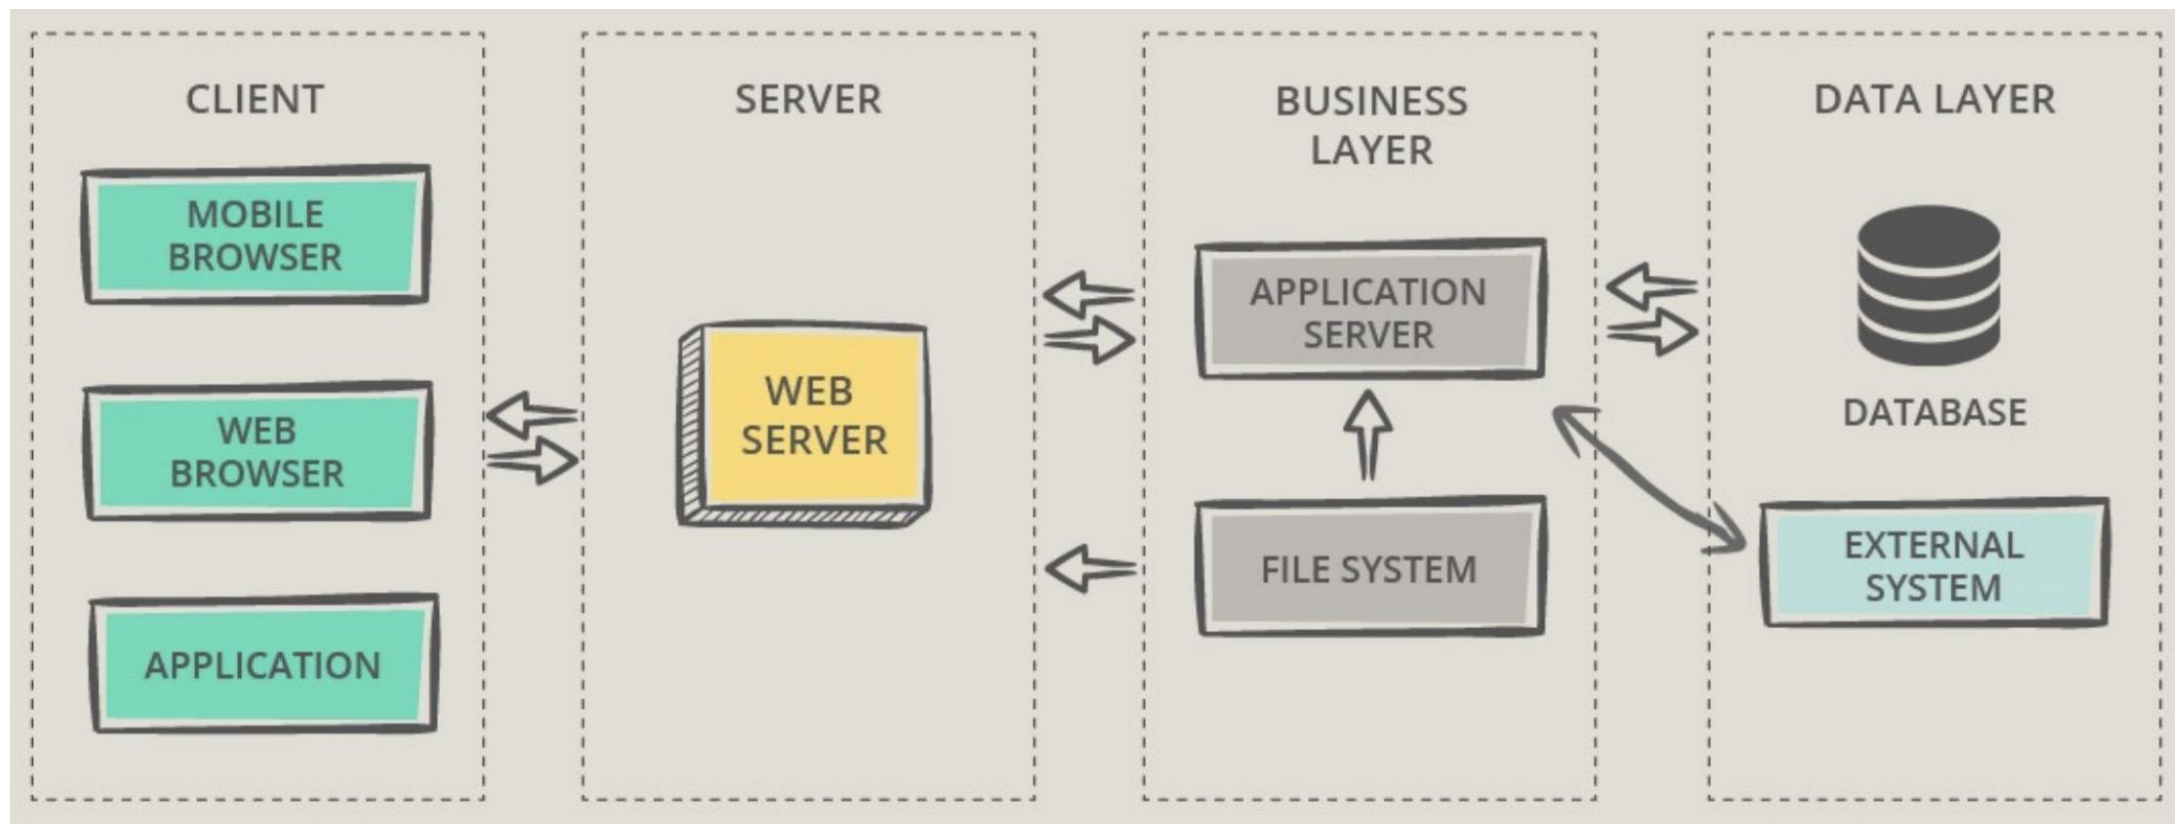 CLIENT
MOBILE
BROWSER
WEB
BROWSER
APPLICATION
SERVER
WEB
SERVER
BUSINESS
LAYER
APPLICATION
SERVER
FILE SYSTEM
DATA LAYER
DATABASE
EXTERNAL
SYSTEM